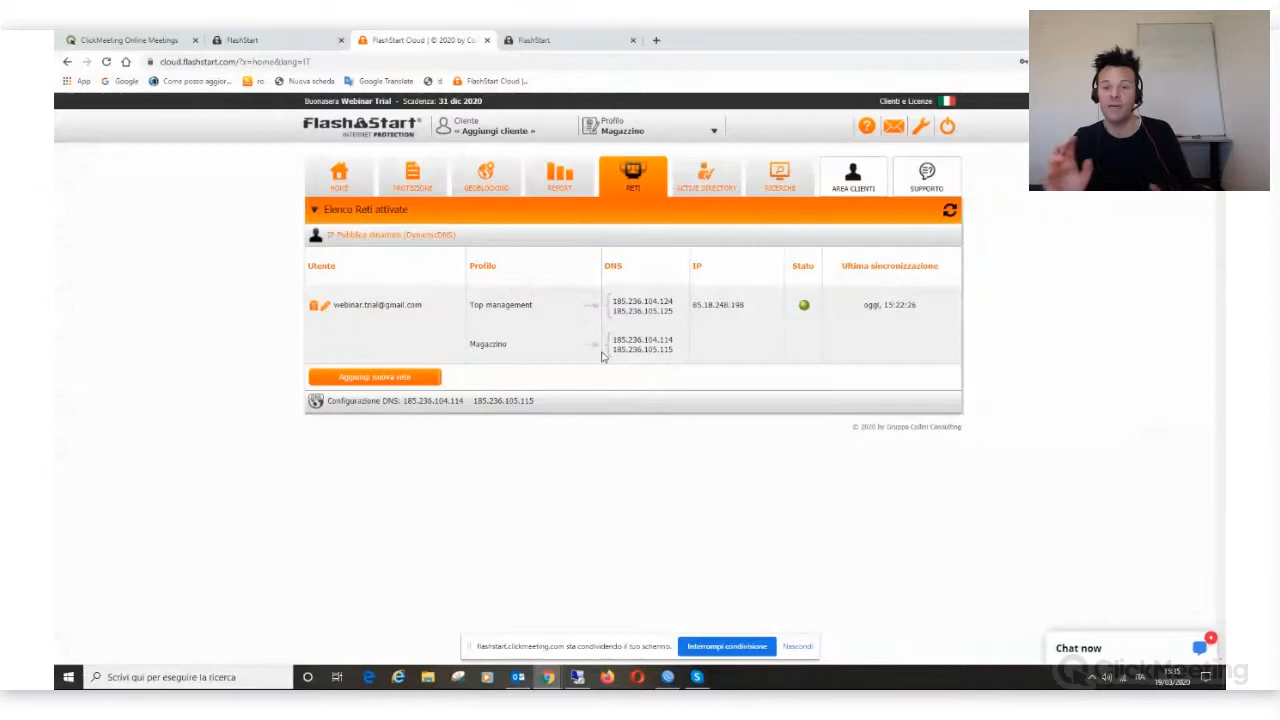 ClickMeeting Online Meetings
FlashStart
FlashStart Cloud | © 2020 by Co
FlashStart
cloud.flashstart.com/?x=home&lang=IT
App
Google
Come posso aggior...
ro
Nuova scheda
Google Translate
d
FlashStart Cloud |...
Buonasera Webinar Trial - Scadenza: 31 dic 2020
Clienti e Licenze
FlashStart
INTERNET PROTECTION
Cliente
« Aggiungi cliente »
Profilo
Magazzino
HOME
PROTEZIONE
GEOBLOCKING
REPORT
RETI
ACTIVE DIRECTORY
RICERCHE
AREA CLIENTI
SUPPORTO
Elenco Reti attivate
IP Pubblico dinamico (DynamicDNS)
Utente
Profilo
DNS
IP
Stato
Ultima sincronizzazione
webinar.trial@gmail.com
Top management
185.236.104.124
185.236.105.125
85.18.248.198
oggi, 15:22:26
Magazzino
185.236.104.114
185.236.105.115
Aggiungi nuova rete
Configurazione DNS: 185.236.104.114 185.236.105.115
© 2020 by Gruppo Collini Consulting
flashstart.clickmeeting.com sta condividendo il tuo schermo.
Interrompi condivisione
Nascondi
Chat now
Scrivi qui per eseguire la ricerca
ITA
15:35
19/03/2020
ClickMeeting